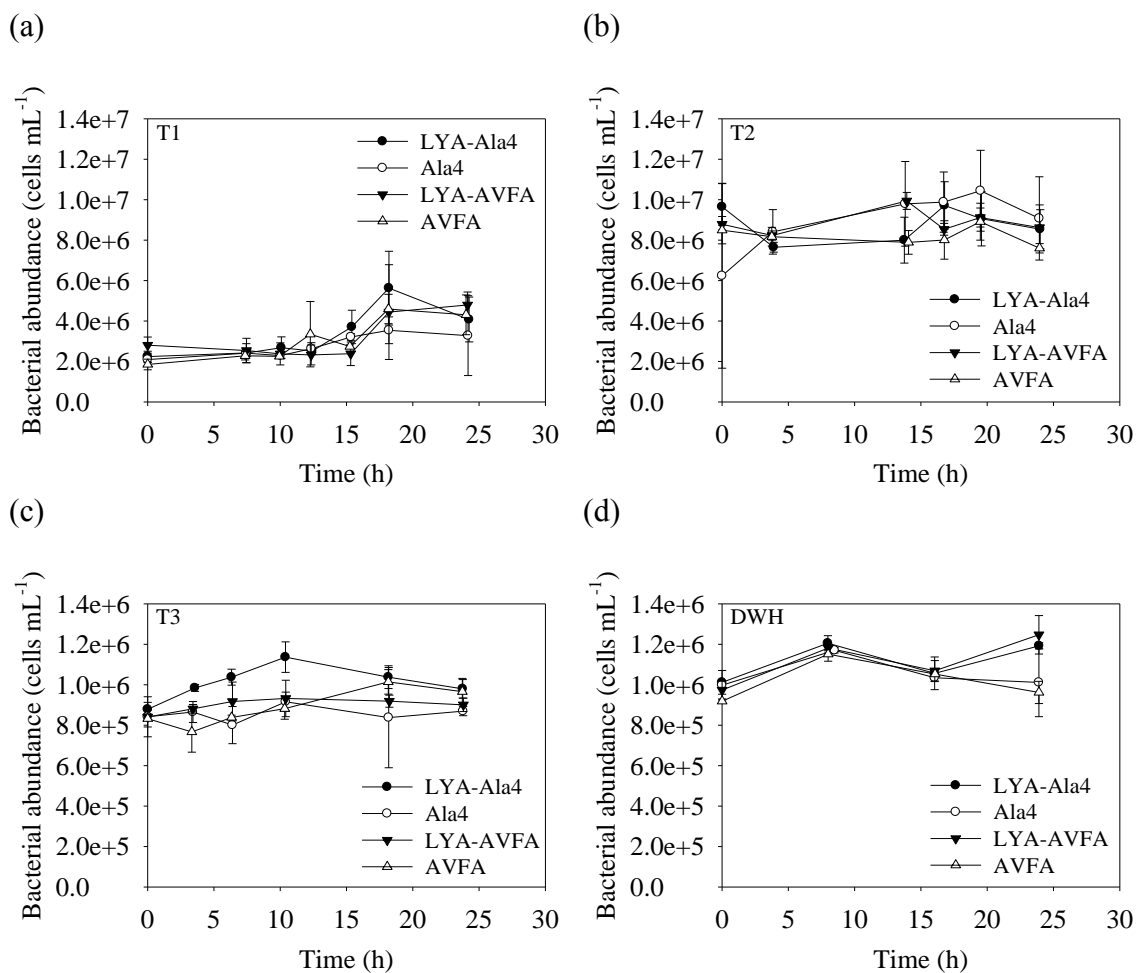 (a)
T1
Bacterial abundance (cells mL⁻¹)
1.4e+7
1.2e+7
1.0e+7
8.0e+6
6.0e+6
4.0e+6
2.0e+6
0.0
LYA-Ala4
Ala4
LYA-AVFA
AVFA
0 5 10 15 20 25 30
Time (h)
(b)
T2
Bacterial abundance (cells mL⁻¹)
1.4e+7
1.2e+7
1.0e+7
8.0e+6
6.0e+6
4.0e+6
2.0e+6
0.0
LYA-Ala4
Ala4
LYA-AVFA
AVFA
0 5 10 15 20 25 30
Time (h)
(c)
T3
Bacterial abundance (cells mL⁻¹)
1.4e+6
1.2e+6
1.0e+6
8.0e+5
6.0e+5
4.0e+5
2.0e+5
0.0
LYA-Ala4
Ala4
LYA-AVFA
AVFA
0 5 10 15 20 25 30
Time (h)
(d)
DWH
Bacterial abundance (cells mL⁻¹)
1.4e+6
1.2e+6
1.0e+6
8.0e+5
6.0e+5
4.0e+5
2.0e+5
0.0
LYA-Ala4
Ala4
LYA-AVFA
AVFA
0 5 10 15 20 25 30
Time (h)